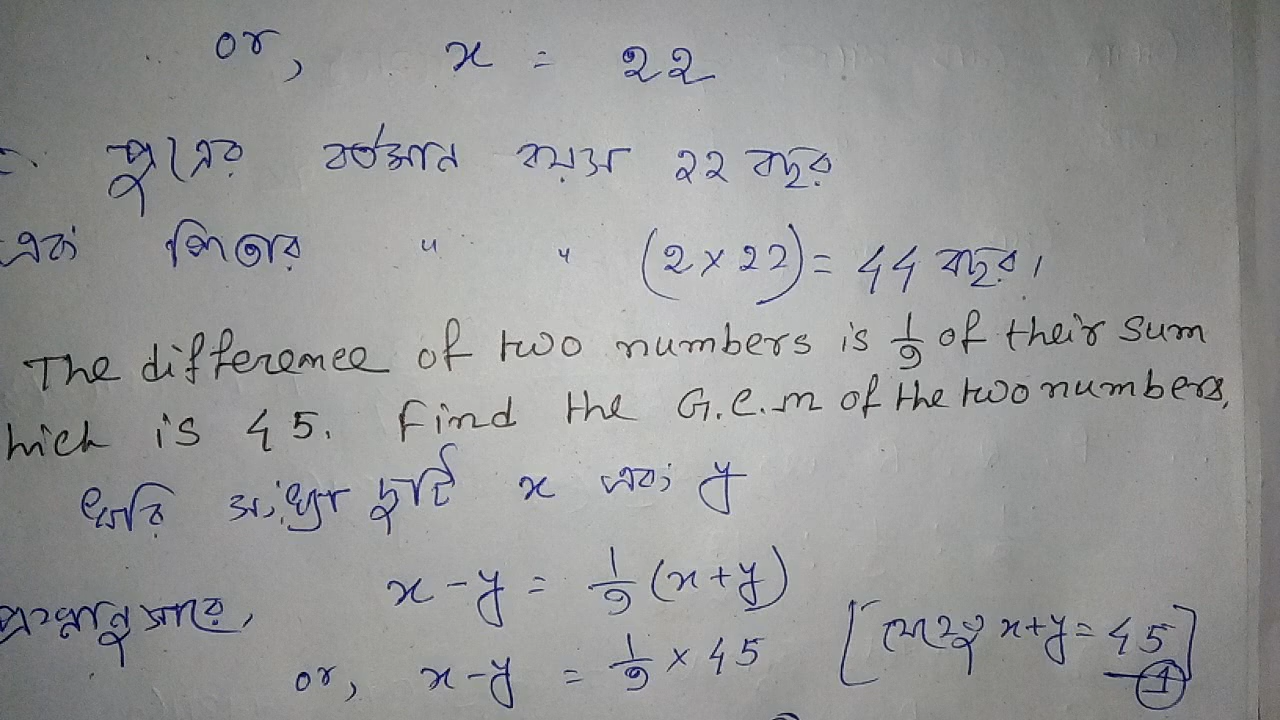 or, x = 22
∴ পুত্রের বর্তমান বয়স ২২ বছর
এবং পিতার " " (2 × 22) = 44 বছর।
The difference of two numbers is 1/9 of their sum
hich is 45. Find the G.C.M of the two numbers,
ধরি সংখ্যা দুটি x এবং y
প্রশ্নানুসারে, x - y = 1/9 (x + y)
or, x - y = 1/9 × 45 [যেহেতু x + y = 45] ①